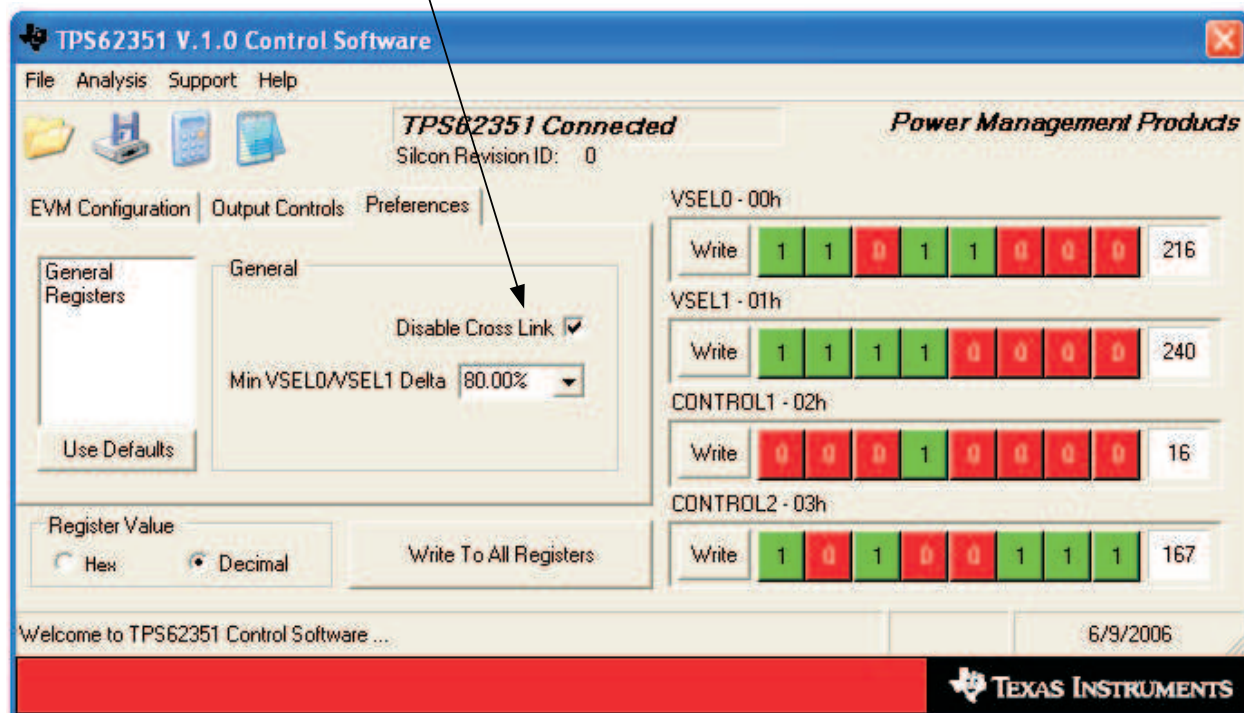 TPS62351 V.1.0 Control Software
File Analysis Support Help
TPS62351 Connected
Silcon Revision ID: 0
Power Management Products
EVM Configuration
Output Controls
Preferences
General
Registers
Use Defaults
General
Disable Cross Link
Min VSEL0/VSEL1 Delta 80.00%
Register Value
Hex
Decimal
Write To All Registers
VSEL0 - 00h
Write 1 1 0 1 1 0 0 0 216
VSEL1 - 01h
Write 1 1 1 1 0 0 0 0 240
CONTROL1 - 02h
Write 0 0 0 1 0 0 0 0 16
CONTROL2 - 03h
Write 1 0 1 0 0 1 1 1 167
Welcome to TPS62351 Control Software ...
6/9/2006
TEXAS INSTRUMENTS